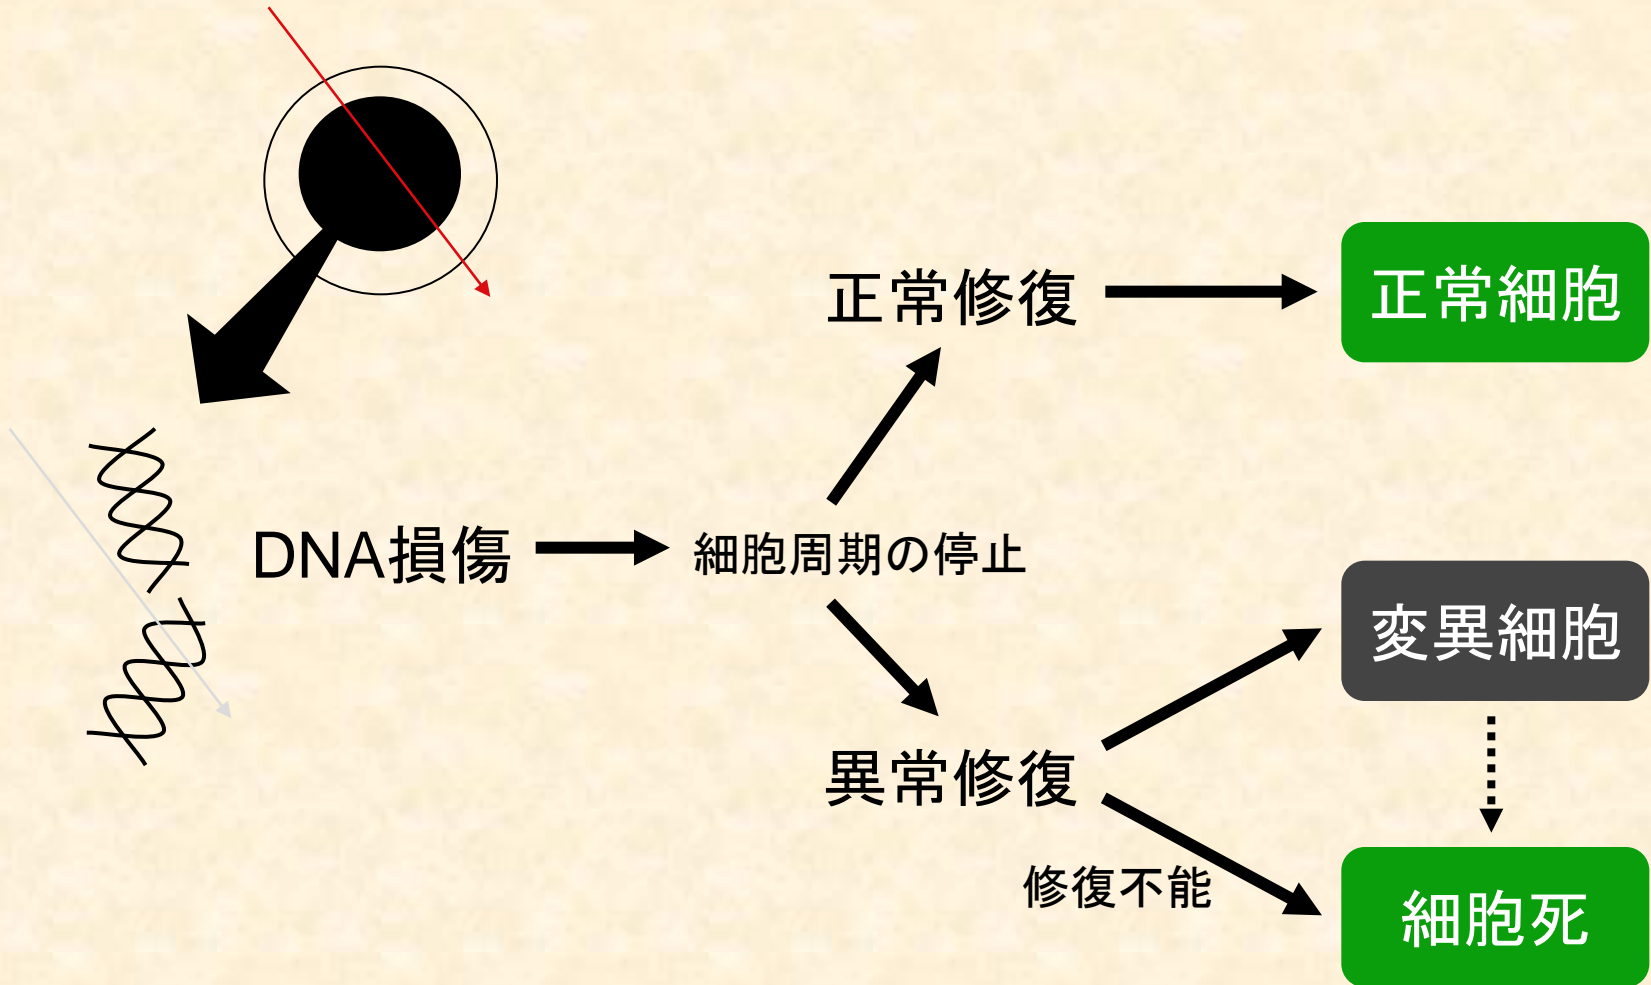 正常修復
正常細胞
DNA損傷
細胞周期の停止
変異細胞
異常修復
修復不能
細胞死